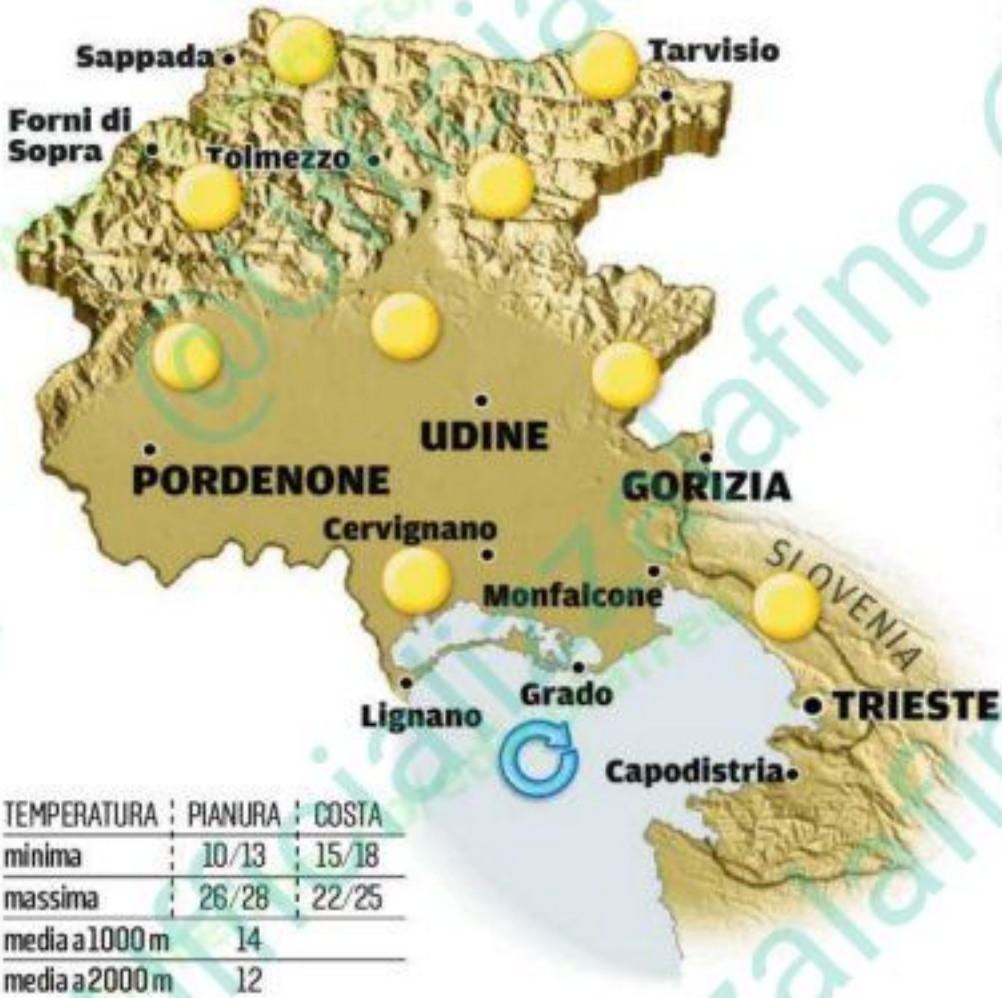 Sappada
Tarvisio
Forni di
Sopra
Tolmezzo
UDINE
PORDENONE
GORIZIA
Cervignano
Monfalcone
SLOVENIA
Grado
Lignano
TRIESTE
Capodistria
TEMPERATURA PIANURA COSTA
minima 10/13 15/18
massima 26/28 22/25
media a 1000 m 14
media a 2000 m 12